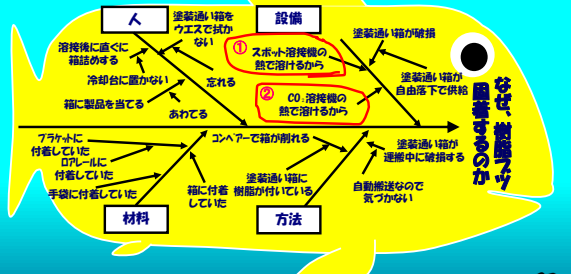 人
塗装通い箱を
ウエスで拭か
ない
設備
塗装通い箱が破損
溶接後に直ぐに
箱詰めする
① スポット溶接機の
熱で溶けるから
冷却台に置かない
忘れる
塗装通い箱が
自由落下で供給
箱に製品を当てる
② CO₂溶接機の
熱で溶けるから
あわてる
なぜ、樹脂ブツ
固着するのか
ブラケットに
付着していた
コンベアーで箱が削れる
塗装通い箱が
運搬中に破損する
ロアレールに
付着していた
手袋に付着していた
箱に付着
していた
塗装通い箱に
樹脂が付いている
自動搬送なので
気づかない
材料
方法